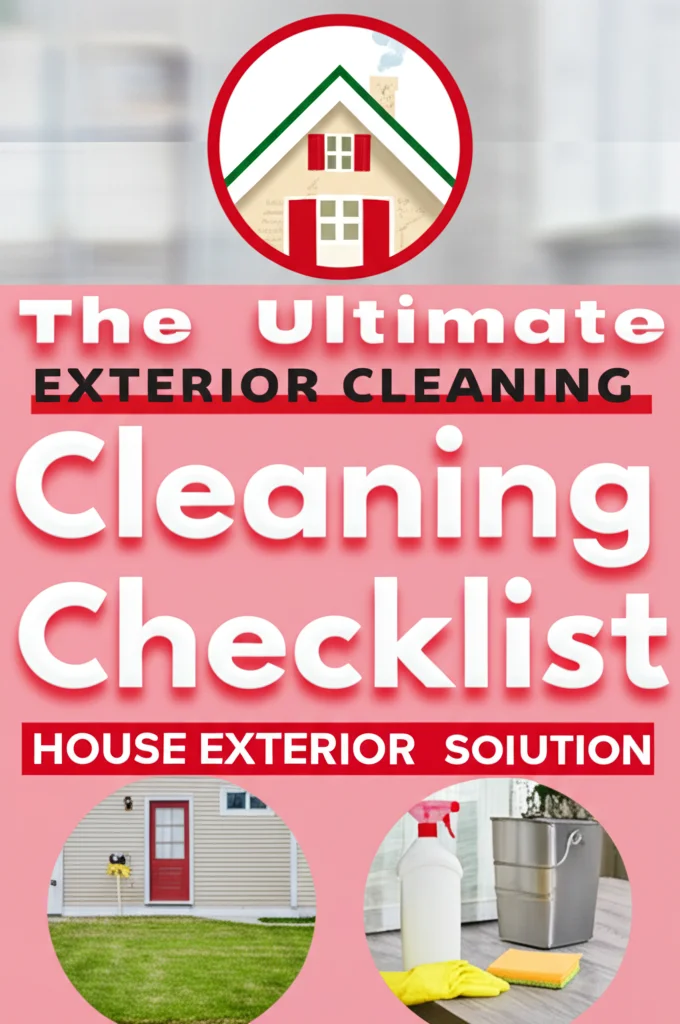 The Ultimate
EXTERIOR CLEANING
Cleaning
Checklist
HOUSE EXTERIOR SOIUTION